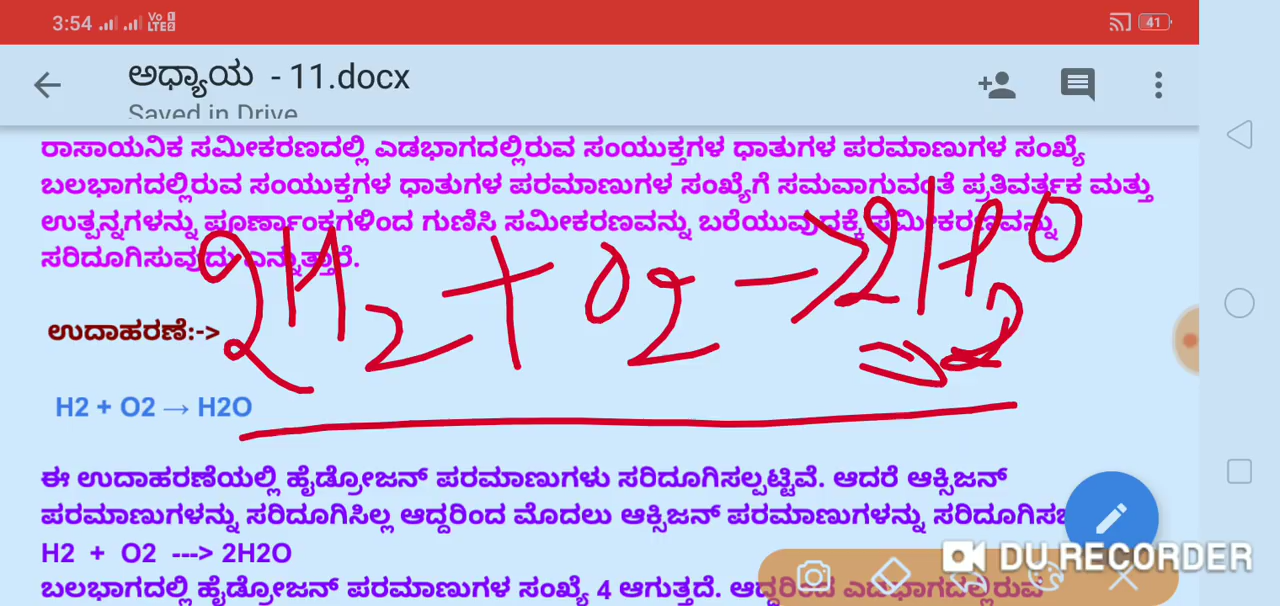 3:54 Vo 1 LTE2 41
ಅಧ್ಯಾಯ - 11.docx
Saved in Drive
ರಾಸಾಯನಿಕ ಸಮೀಕರಣದಲ್ಲಿ ಎಡಭಾಗದಲ್ಲಿರುವ ಸಂಯುಕ್ತಗಳ ಧಾತುಗಳ ಪರಮಾಣುಗಳ ಸಂಖ್ಯೆ
ಬಲಭಾಗದಲ್ಲಿರುವ ಸಂಯುಕ್ತಗಳ ಧಾತುಗಳ ಪರಮಾಣುಗಳ ಸಂಖ್ಯೆಗೆ ಸಮವಾಗುವಂತೆ ಪ್ರತಿವರ್ತಕ ಮತ್ತು
ಉತ್ಪನ್ನಗಳನ್ನು ಪೂರ್ಣಾಂಕಗಳಿಂದ ಗುಣಿಸಿ ಸಮೀಕರಣವನ್ನು ಬರೆಯುವುದಕ್ಕೆ ಸಮೀಕರಣವನ್ನು
ಸರಿದೂಗಿಸುವುದು ಎನ್ನುತ್ತಾರೆ.
2H2 + O2 → 2H2O
ಉದಾಹರಣೆ:->
H2 + O2 → H2O
ಈ ಉದಾಹರಣೆಯಲ್ಲಿ ಹೈಡ್ರೋಜನ್ ಪರಮಾಣುಗಳು ಸರಿದೂಗಿಸಲ್ಪಟ್ಟಿವೆ. ಆದರೆ ಆಕ್ಸಿಜನ್
ಪರಮಾಣುಗಳನ್ನು ಸರಿದೂಗಿಸಿಲ್ಲ ಆದ್ದರಿಂದ ಮೊದಲು ಆಕ್ಸಿಜನ್ ಪರಮಾಣುಗಳನ್ನು
H2 + O2 ---> 2H2O
DU RECORDER
ಬಲಭಾಗದಲ್ಲಿ ಹೈಡ್ರೋಜನ್ ಪರಮಾಣುಗಳ ಸಂಖ್ಯೆ 4 ಆಗುತ್ತದೆ. ಆದ್ದರಿಂದ ಎಡಭಾಗದಲ್ಲಿರುವ